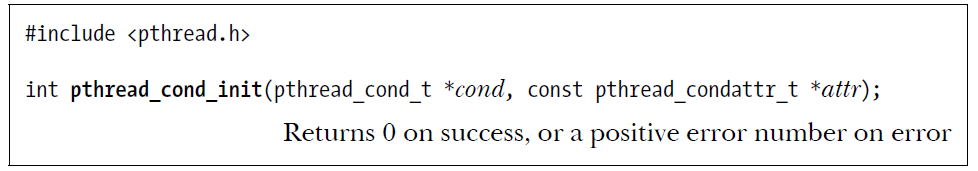 #include <pthread.h>
int pthread_cond_init(pthread_cond_t *cond, const pthread_condattr_t *attr);
Returns 0 on success, or a positive error number on error